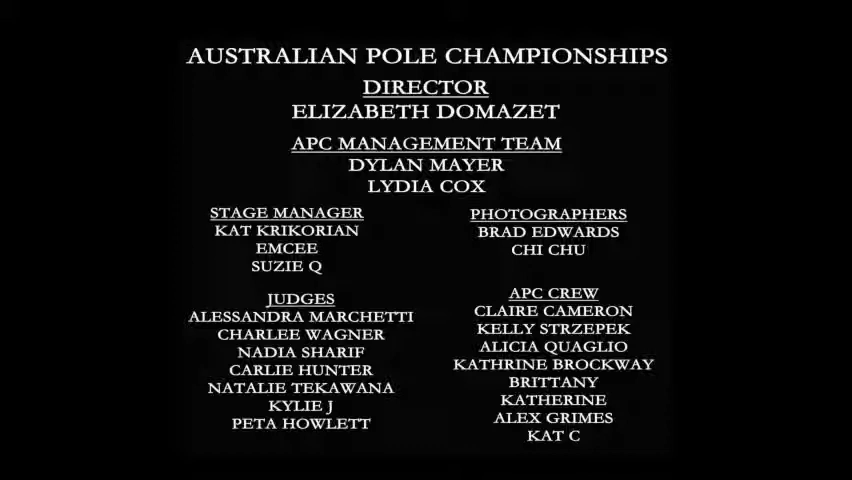 AUSTRALIAN POLE CHAMPIONSHIPS
DIRECTOR
ELIZABETH DOMAZET
APC MANAGEMENT TEAM
DYLAN MAYER
LYDIA COX
STAGE MANAGER
KAT KRIKORIAN
EMCEE
SUZIE Q
PHOTOGRAPHERS
BRAD EDWARDS
CHI CHU
JUDGES
ALESSANDRA MARCHETTI
CHARLEE WAGNER
NADIA SHARIF
CARLIE HUNTER
NATALIE TEKAWANA
KYLIE J
PETA HOWLETT
APC CREW
CLAIRE CAMERON
KELLY STRZEPEK
ALICIA QUAGLIO
KATHRINE BROCKWAY
BRITTANY
KATHERINE
ALEX GRIMES
KAT C